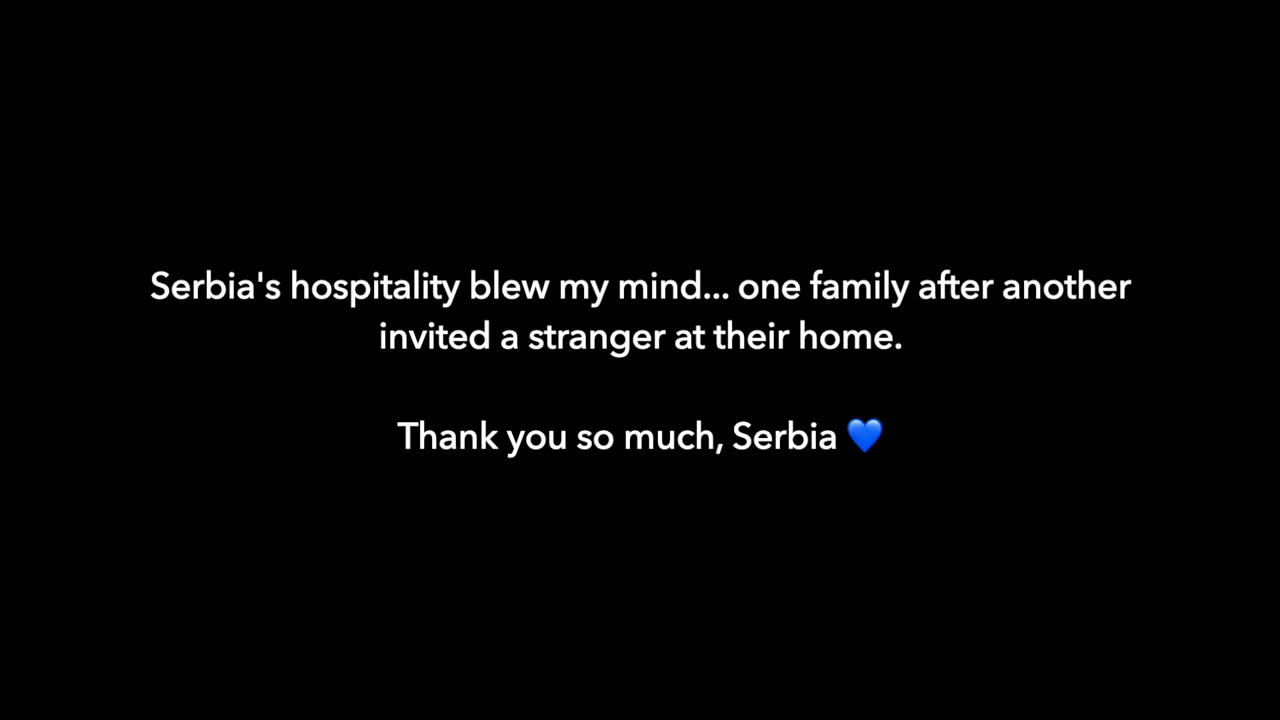 Serbia's hospitality blew my mind... one family after another
invited a stranger at their home.
Thank you so much, Serbia 💙